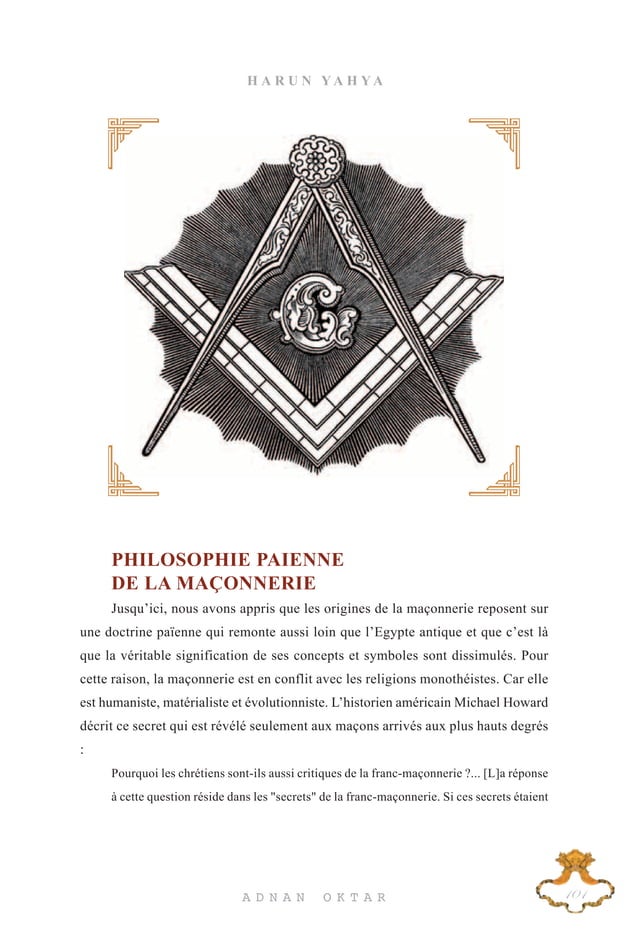 HARUN YAHYA
G
PHILOSOPHIE PAIENNE
DE LA MAÇONNERIE
Jusqu’ici, nous avons appris que les origines de la maçonnerie reposent sur
une doctrine païenne qui remonte aussi loin que l’Egypte antique et que c’est là
que la véritable signification de ses concepts et symboles sont dissimulés. Pour
cette raison, la maçonnerie est en conflit avec les religions monothéistes. Car elle
est humaniste, matérialiste et évolutionniste. L’historien américain Michael Howard
décrit ce secret qui est révélé seulement aux maçons arrivés aux plus hauts degrés
:
Pourquoi les chrétiens sont-ils aussi critiques de la franc-maçonnerie ?... [L]a réponse
à cette question réside dans les "secrets" de la franc-maçonnerie. Si ces secrets étaient
101
ADNAN OKTAR